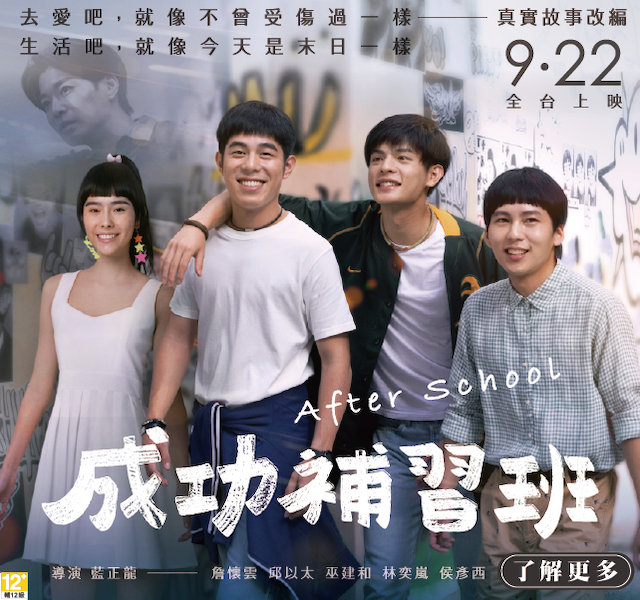 去愛吧，就像不曾受傷過一樣——真實故事改編
生活吧，就像今天是末日一樣
9·22
全台上映
After School
成功補習班
導演 藍正龍——詹懷雲 邱以太 巫建和 林奕嵐 侯彥西
了解更多
12+
輔12級